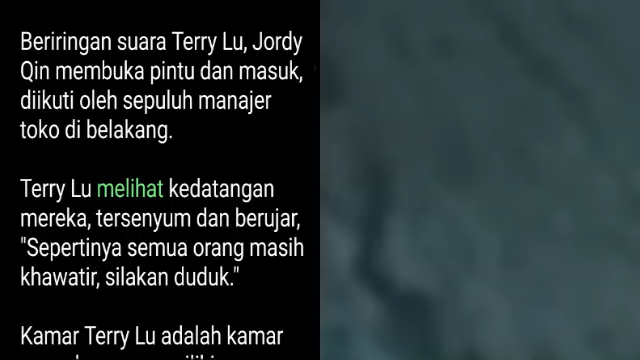 Beriringan suara Terry Lu, Jordy
Qin membuka pintu dan masuk,
diikuti oleh sepuluh manajer
toko di belakang.
Terry Lu melihat kedatangan
mereka, tersenyum dan berujar,
"Sepertinya semua orang masih
khawatir, silakan duduk."
Kamar Terry Lu adalah kamar